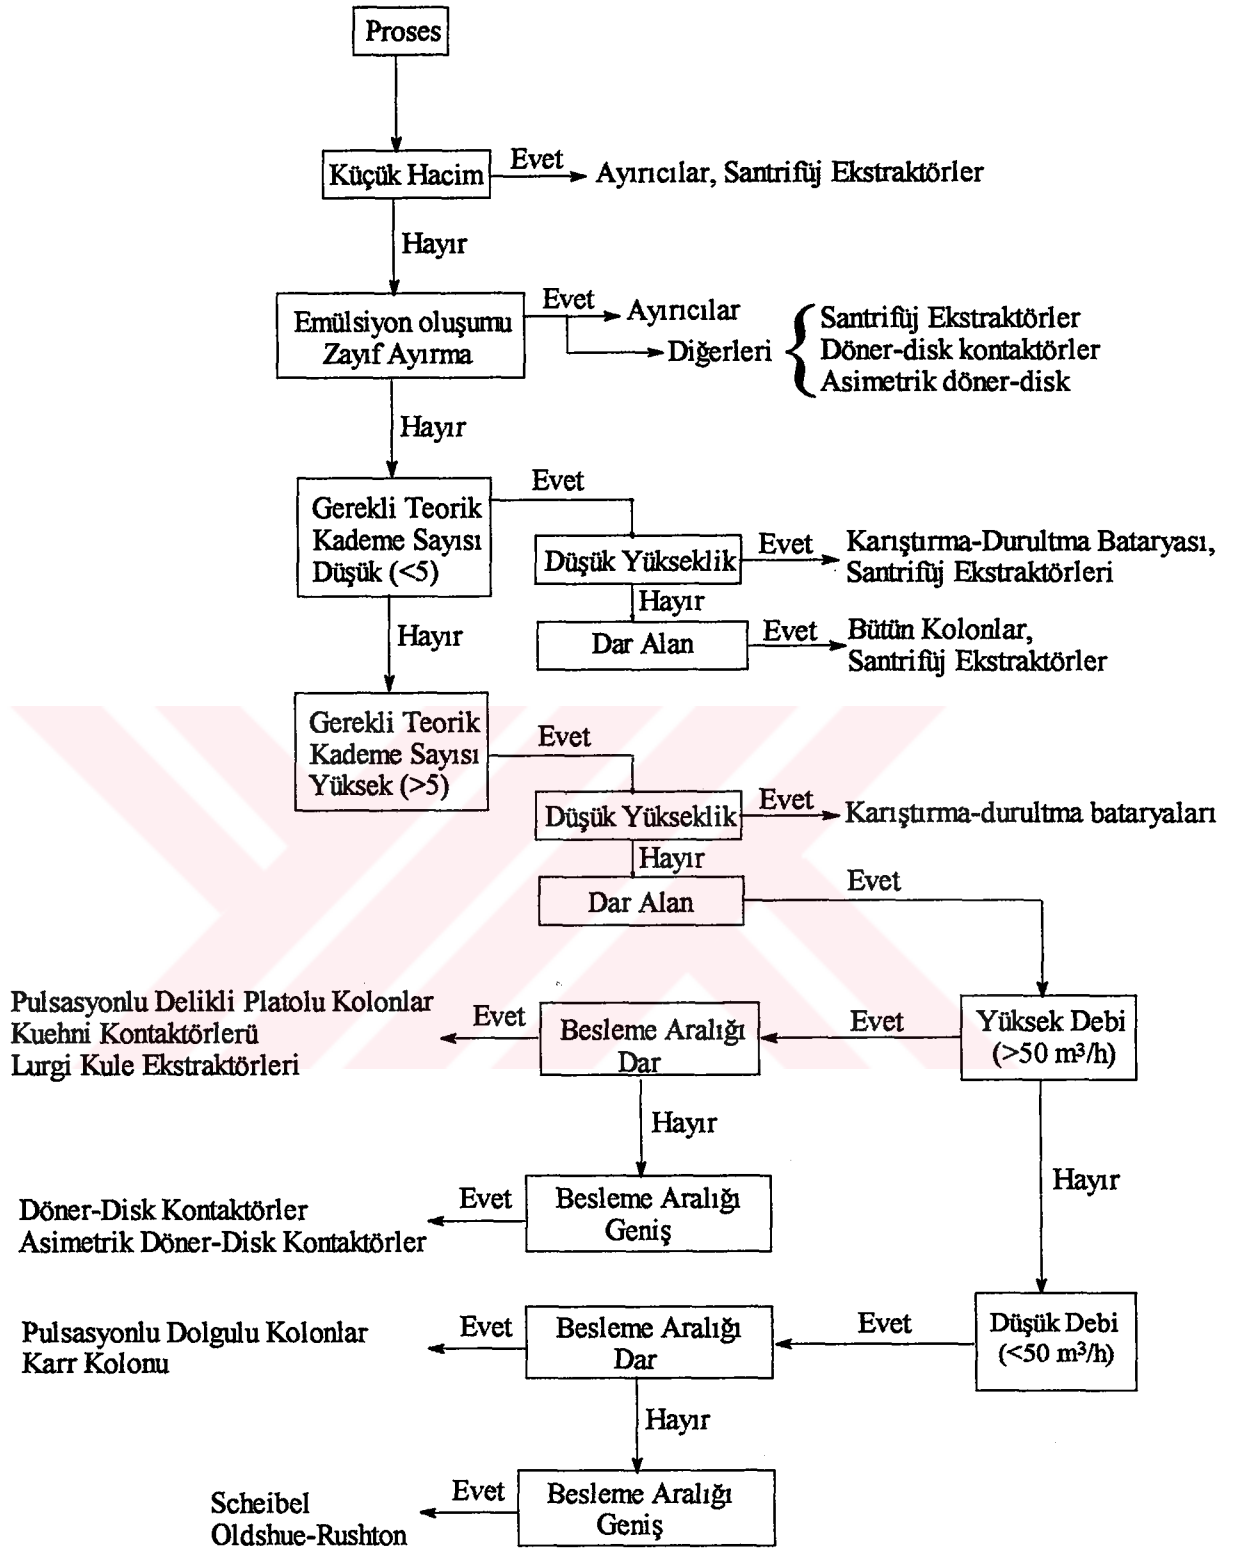 Proses
Küçük Hacim
Evet
Ayırıcılar, Santrifüj Ekstraktörler
Hayır
Emülsiyon oluşumu
Zayıf Ayırma
Evet
Ayırıcılar
Diğerleri
Santrifüj Ekstraktörler
Döner-disk kontaktörler
Asimetrik döner-disk
Hayır
Gerekli Teorik
Kademe Sayısı
Düşük (<5)
Evet
Düşük Yükseklik
Evet
Karıştırma-Durultma Bataryası,
Santrifüj Ekstraktörleri
Hayır
Dar Alan
Evet
Bütün Kolonlar,
Santrifüj Ekstraktörler
Hayır
Gerekli Teorik
Kademe Sayısı
Yüksek (>5)
Evet
Düşük Yükseklik
Evet
Karıştırma-durultma bataryaları
Hayır
Dar Alan
Evet
Yüksek Debi
(>50 m³/h)
Evet
Besleme Aralığı
Dar
Evet
Pulsasyonlu Delikli Platolu Kolonlar
Kuehni Kontaktörlerü
Lurgi Kule Ekstraktörleri
Hayır
Besleme Aralığı
Geniş
Evet
Döner-Disk Kontaktörler
Asimetrik Döner-Disk Kontaktörler
Hayır
Düşük Debi
(<50 m³/h)
Evet
Besleme Aralığı
Dar
Evet
Pulsasyonlu Dolgulu Kolonlar
Karr Kolonu
Hayır
Besleme Aralığı
Geniş
Evet
Scheibel
Oldshue-Rushton